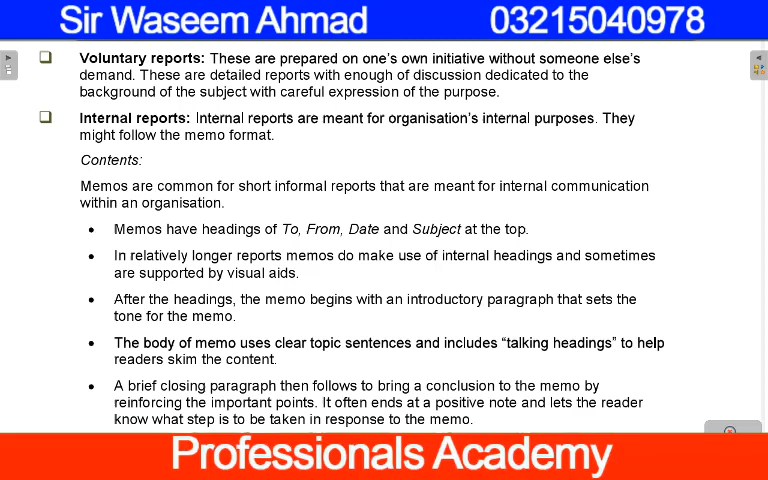 Sir Waseem Ahmad 03215040978
Voluntary reports: These are prepared on one's own initiative without someone else's
demand. These are detailed reports with enough of discussion dedicated to the
background of the subject with careful expression of the purpose.
Internal reports: Internal reports are meant for organisation's internal purposes. They
might follow the memo format.
Contents:
Memos are common for short informal reports that are meant for internal communication
within an organisation.
• Memos have headings of To, From, Date and Subject at the top.
• In relatively longer reports memos do make use of internal headings and sometimes
are supported by visual aids.
• After the headings, the memo begins with an introductory paragraph that sets the
tone for the memo.
• The body of memo uses clear topic sentences and includes “talking headings” to help
readers skim the content.
• A brief closing paragraph then follows to bring a conclusion to the memo by
reinforcing the important points. It often ends at a positive note and lets the reader
know what step is to be taken in response to the memo.
Professionals Academy